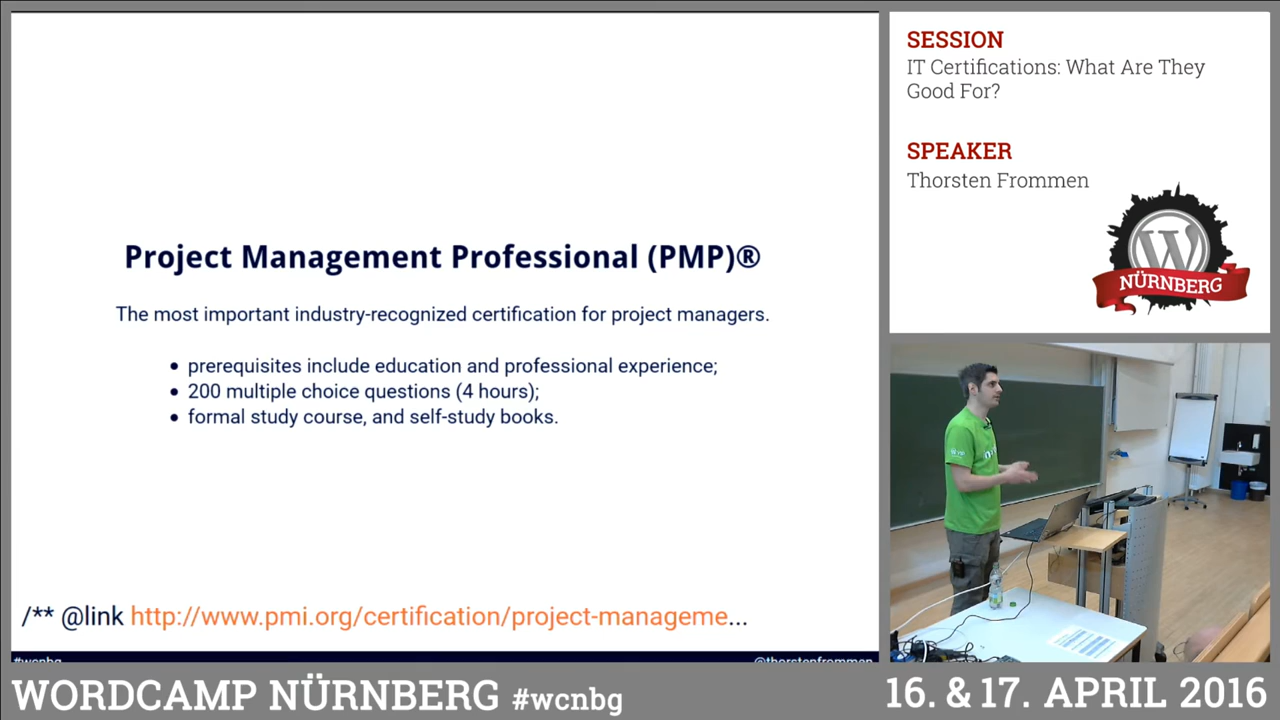 Project Management Professional (PMP)®
The most important industry-recognized certification for project managers.
• prerequisites include education and professional experience;
• 200 multiple choice questions (4 hours);
• formal study course, and self-study books.
/** @link http://www.pmi.org/certification/project-manageme...
#wcnbg
@thorstenfrommen
SESSION
IT Certifications: What Are They
Good For?
SPEAKER
Thorsten Frommen
NÜRNBERG
WORDCAMP NÜRNBERG #wcnbg
16. & 17. APRIL 2016